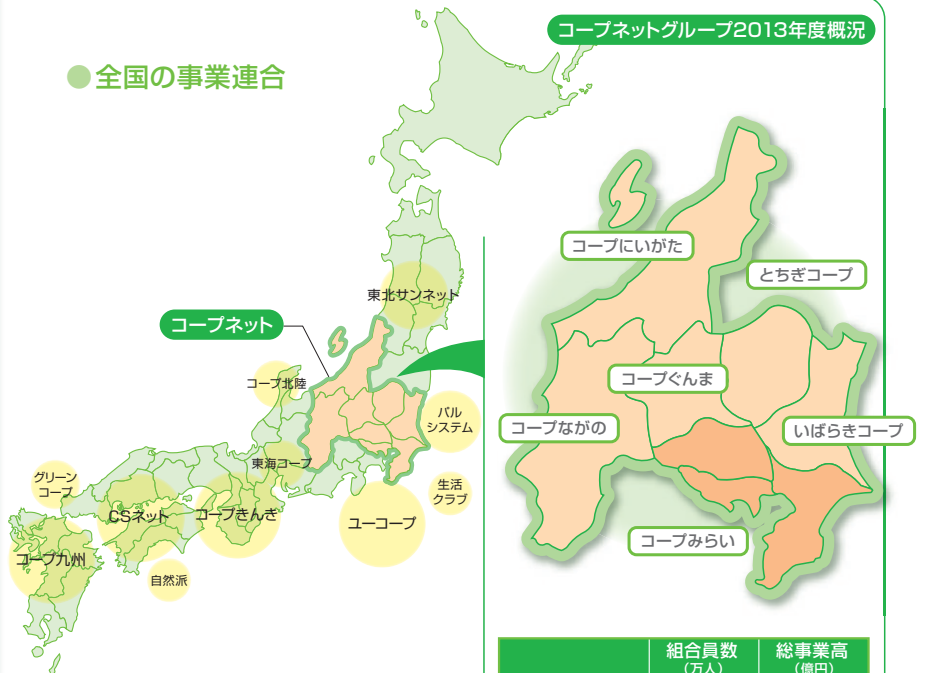 コープネットグループ2013年度概況
●全国の事業連合
東北サンネット
コープネット
コープ北陸
パル
システム
東海コープ
グリーン
コープ
生活
クラブ
CSネット
コープきんき
ユーコープ
コープ九州
自然派
コープにいがた
とちぎコープ
コープぐんま
コープながの
いばらきコープ
コープみらい
組合員数
（万人）
総事業高
（億円）